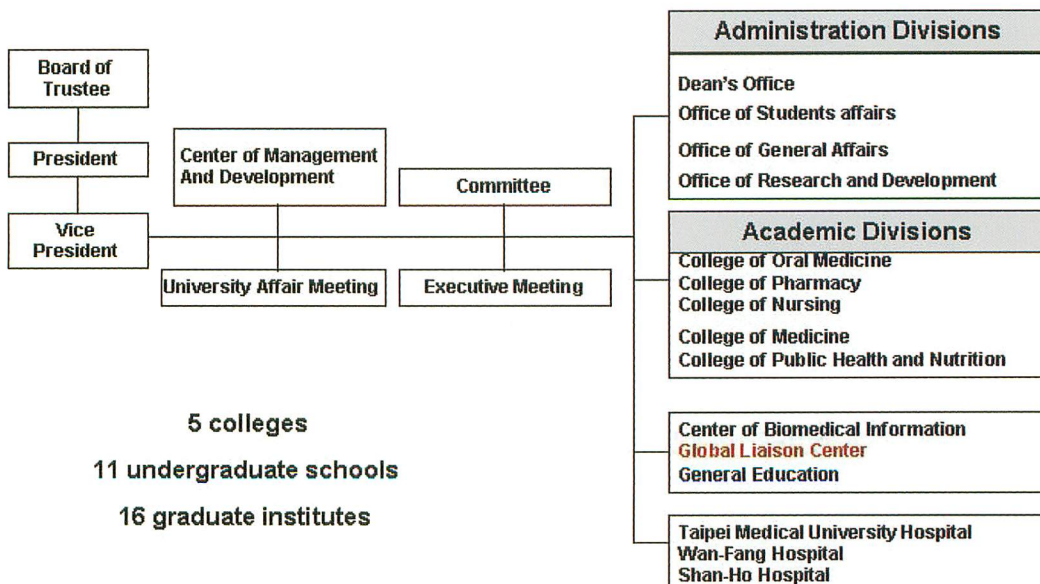 Board of
Trustee
President
Vice
President
Center of Management
And Development
Committee
University Affair Meeting
Executive Meeting
Administration Divisions
Dean's Office
Office of Students affairs
Office of General Affairs
Office of Research and Development
Academic Divisions
College of Oral Medicine
College of Pharmacy
College of Nursing
College of Medicine
College of Public Health and Nutrition
Center of Biomedical Information
Global Liaison Center
General Education
Taipei Medical University Hospital
Wan-Fang Hospital
Shan-Ho Hospital
5 colleges
11 undergraduate schools
16 graduate institutes